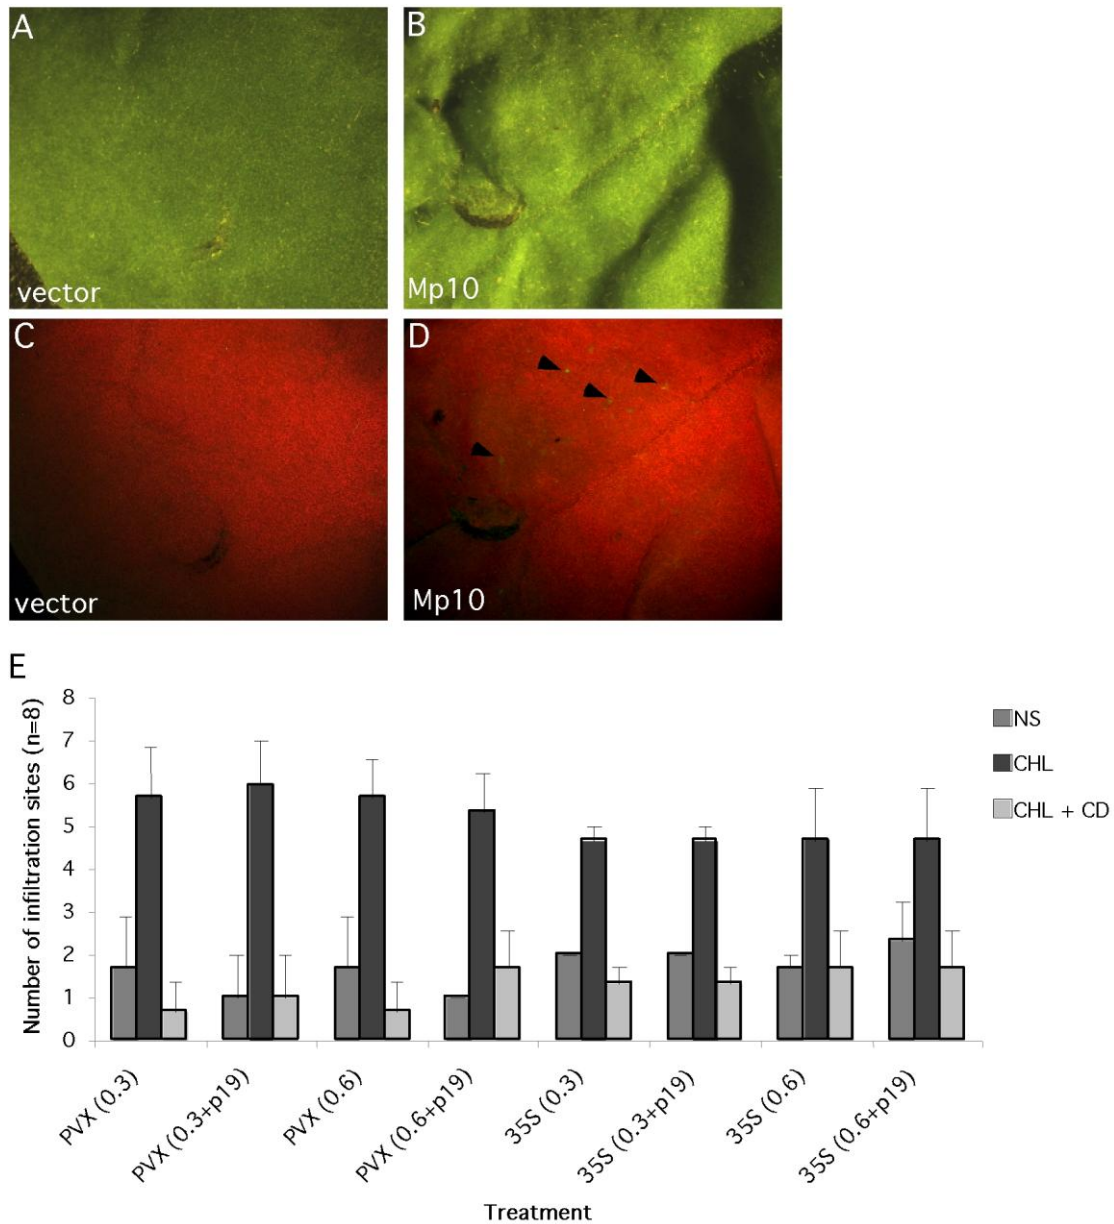 A
B
vector
Mp10
C
D
vector
Mp10
E
Number of infiltration sites (n=8)
8
7
6
5
4
3
2
1
0
NS
CHL
CHL + CD
PVX (0.3)
PVX (0.3+p19)
PVX (0.6)
PVX (0.6+p19)
35S (0.3)
35S (0.3+p19)
35S (0.6)
35S (0.6+p19)
Treatment